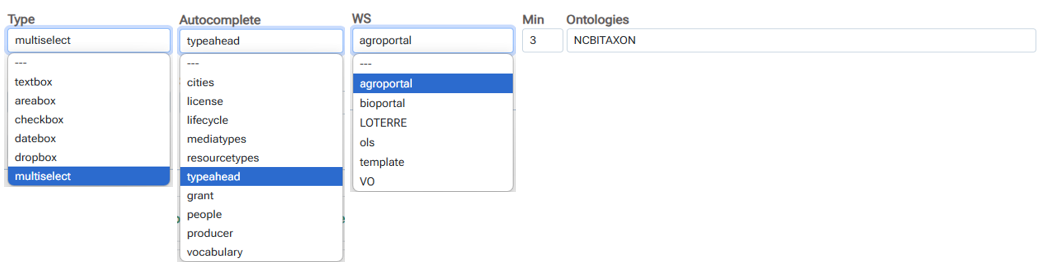 Type Autocomplete WS Min Ontologies
multiselect typeahead agroportal 3 NCBITAXON
--- --- ---
textbox cities agroportal
areabox license bioportal
checkbox lifecycle LOTERRE
datebox mediatypes ols
dropbox resourcetypes template
multiselect typeahead VO
grant
people
producer
vocabulary